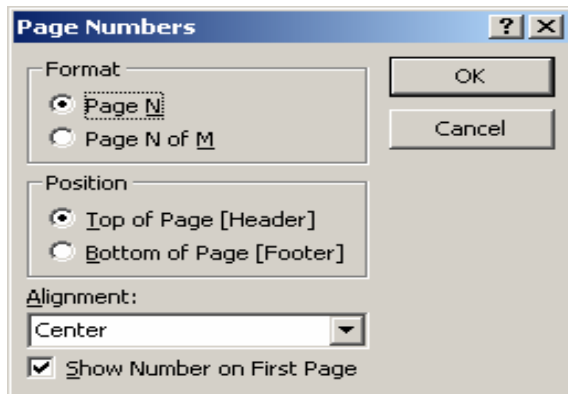 Page Numbers
Format
Page N
Page N of M
OK
Cancel
Position
Top of Page [Header]
Bottom of Page [Footer]
Alignment:
Center
Show Number on First Page